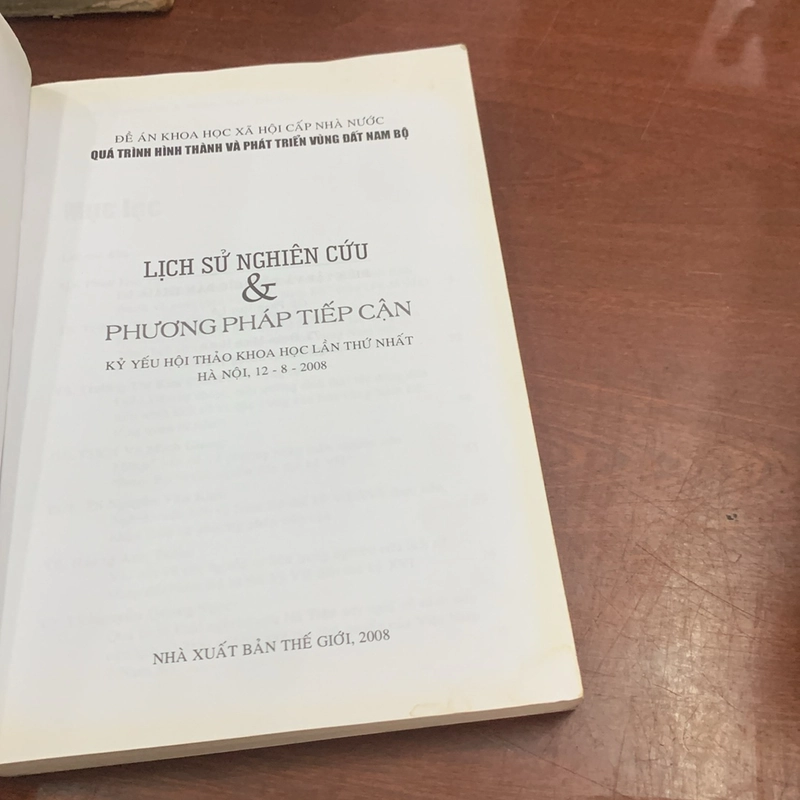 ĐỀ ÁN KHOA HỌC XÃ HỘI CẤP NHÀ NƯỚC
QUÁ TRÌNH HÌNH THÀNH VÀ PHÁT TRIỂN VÙNG ĐẤT NAM BỘ
LỊCH SỬ NGHIÊN CỨU
&
PHƯƠNG PHÁP TIẾP CẬN
KỶ YẾU HỘI THẢO KHOA HỌC LẦN THỨ NHẤT
HÀ NỘI, 12 - 8 - 2008
NHÀ XUẤT BẢN THẾ GIỚI, 2008